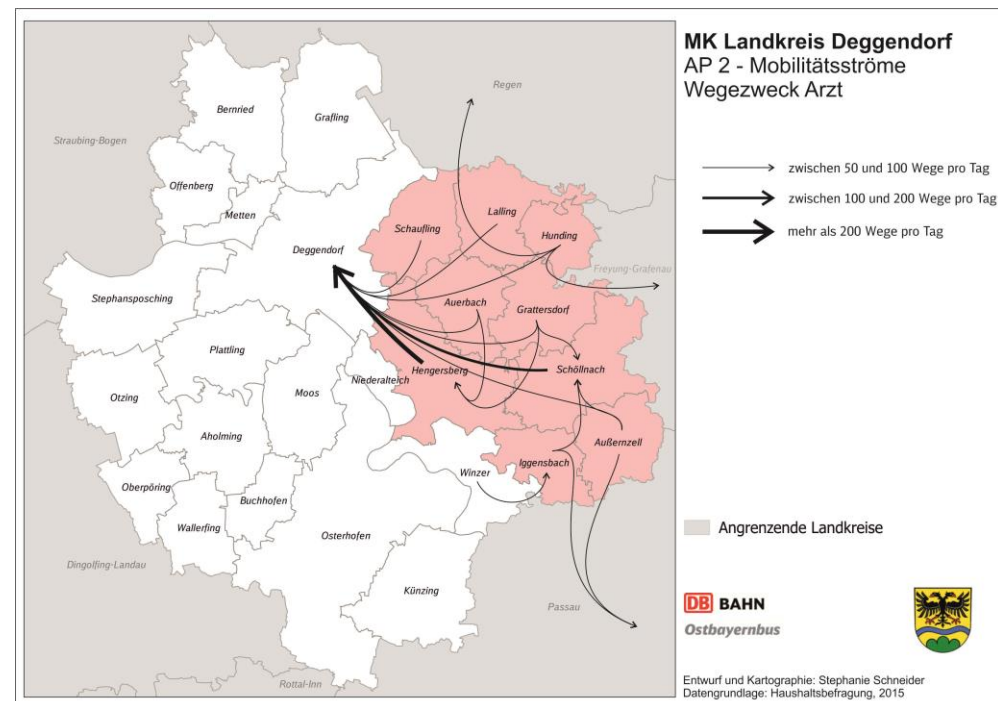 MK Landkreis Deggendorf
AP 2 - Mobilitätsströme
Wegezweck Arzt
zwischen 50 und 100 Wege pro Tag
zwischen 100 und 200 Wege pro Tag
mehr als 200 Wege pro Tag
Regen
Bernried
Grafling
Straubing-Bogen
Offenberg
Metten
Lalling
Schaufling
Hunding
Deggendorf
Freyung-Grafenau
Stephansposching
Auerbach
Grattersdorf
Plattling
Hengersberg
Schöllnach
Niederalteich
Otzing
Moos
Aholming
Außernzell
Iggensbach
Winzer
Oberpöring
Buchhofen
Wallerfing
Osterhofen
Dingolfing-Landau
Künzing
Passau
Rottal-Inn
Angrenzende Landkreise
DB BAHN
Ostbayernbus
Entwurf und Kartographie: Stephanie Schneider
Datengrundlage: Haushaltsbefragung, 2015